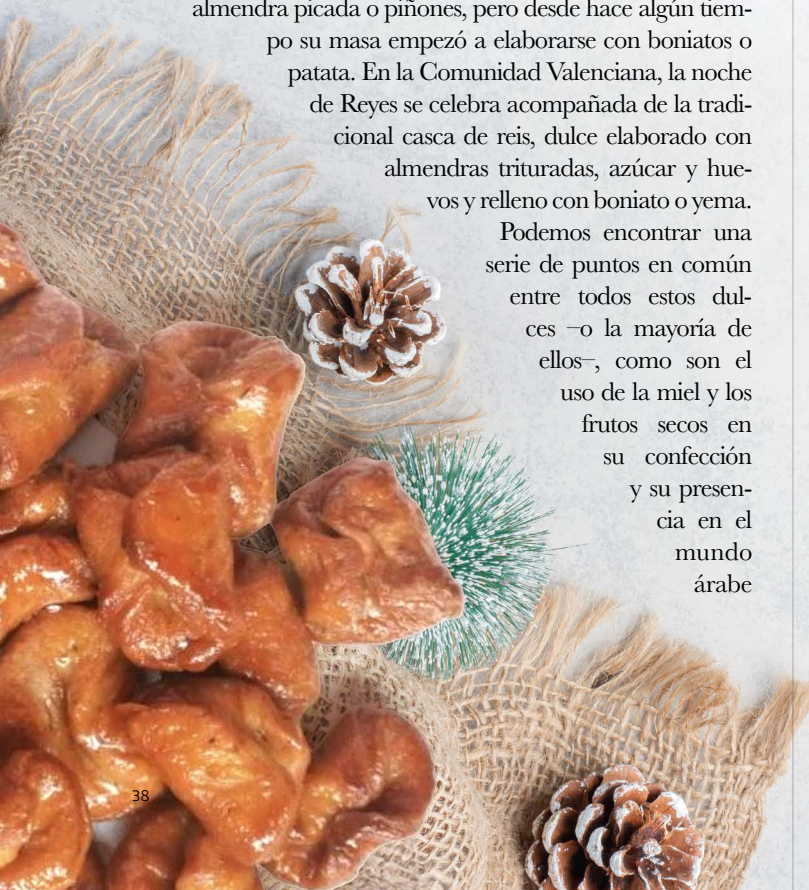 almendra picada o piñones, pero desde hace algún tiem-
po su masa empezó a elaborarse con boniatos o
patata. En la Comunidad Valenciana, la noche
de Reyes se celebra acompañada de la tradi-
cional casca de reis, dulce elaborado con
almendras trituradas, azúcar y hue-
vos y relleno con boniato o yema.
Podemos encontrar una
serie de puntos en común
entre todos estos dul-
ces –o la mayoría de
ellos–, como son el
uso de la miel y los
frutos secos en
su confección
y su presen-
cia en el
mundo
árabe
38